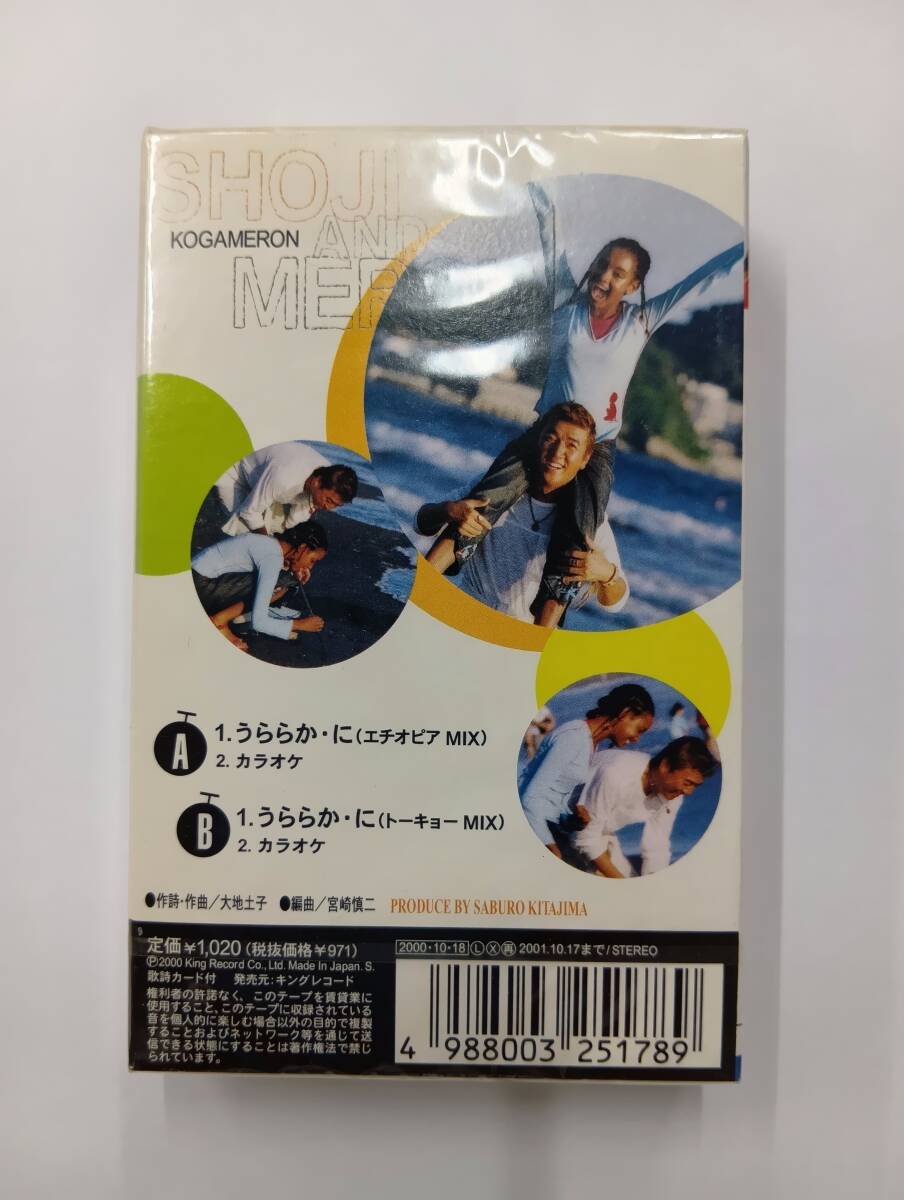 SHOJI
KOGAMERON
AND
MER
A
1.うららか・に(エチオピア MIX)
2. カラオケ
B
1.うららか・に(トーキョー MIX)
2. カラオケ
●作詩・作曲/大地土子 ●編曲/宮崎慎二 PRODUCE BY SABURO KITAJIMA
9
定価¥1,020(税抜価格¥971)
Ⓟ2000 King Record Co., Ltd. Made In Japan. S.
歌詩カード付 発売元:キングレコード
権利者の許諾なく、このテープを賃貸業に
使用すること、このテープに収録されている
音を個人的に楽しむ場合以外の目的で複製
することおよびネットワーク等を通じて送
信できる状態にすることは著作権法で禁じ
られています。
2000・10・18 Ⓛ Ⓧ 再 2001.10.17まで/STEREO
4 988003 251789